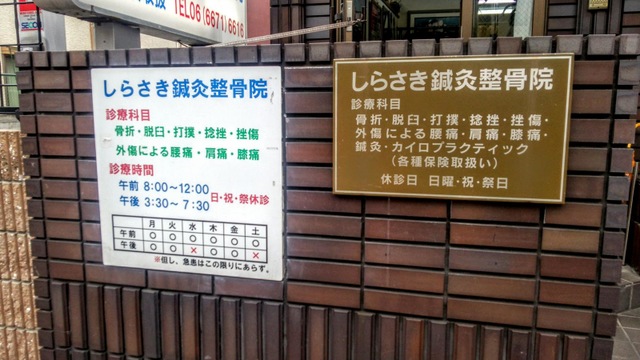 TEL06(6671)6616
しらさぎ鍼灸整骨院
診療科目
骨折・脱臼・打撲・捻挫・挫傷
外傷による腰痛・肩痛・膝痛
診療時間
午前 8:00〜12:00
午後 3:30〜7:30
日・祝・祭休診
月 火 水 木 金 土
午前 ○ ○ ○ ○ ○ ○
午後 ○ ○ × ○ ○ ×
※但し、急患はこの限りにあらず。
しらさぎ鍼灸整骨院
診療科目
骨折・脱臼・打撲・捻挫・挫傷・
外傷による腰痛・肩痛・膝痛・
鍼灸・カイロプラクティック
(各種保険取扱い)
休診日 日曜・祝・祭日